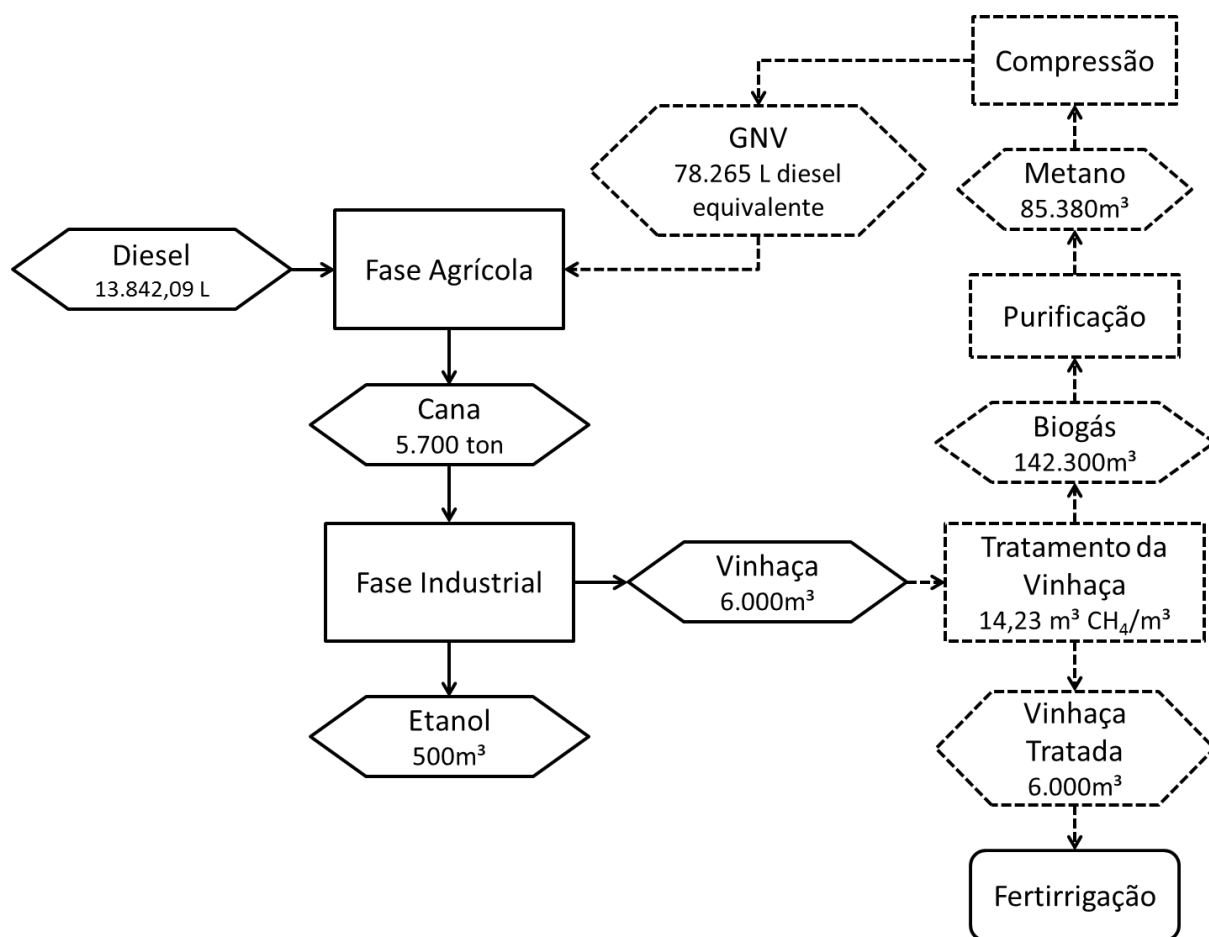 Compressão
GNV
78.265 L diesel
equivalente
Metano
85.380m³
Diesel
13.842,09 L
Fase Agrícola
Purificação
Cana
5.700 ton
Biogás
142.300m³
Fase Industrial
Vinhaça
6.000m³
Tratamento da
Vinhaça
14,23 m³ CH₄/m³
Etanol
500m³
Vinhaça
Tratada
6.000m³
Fertirrigação